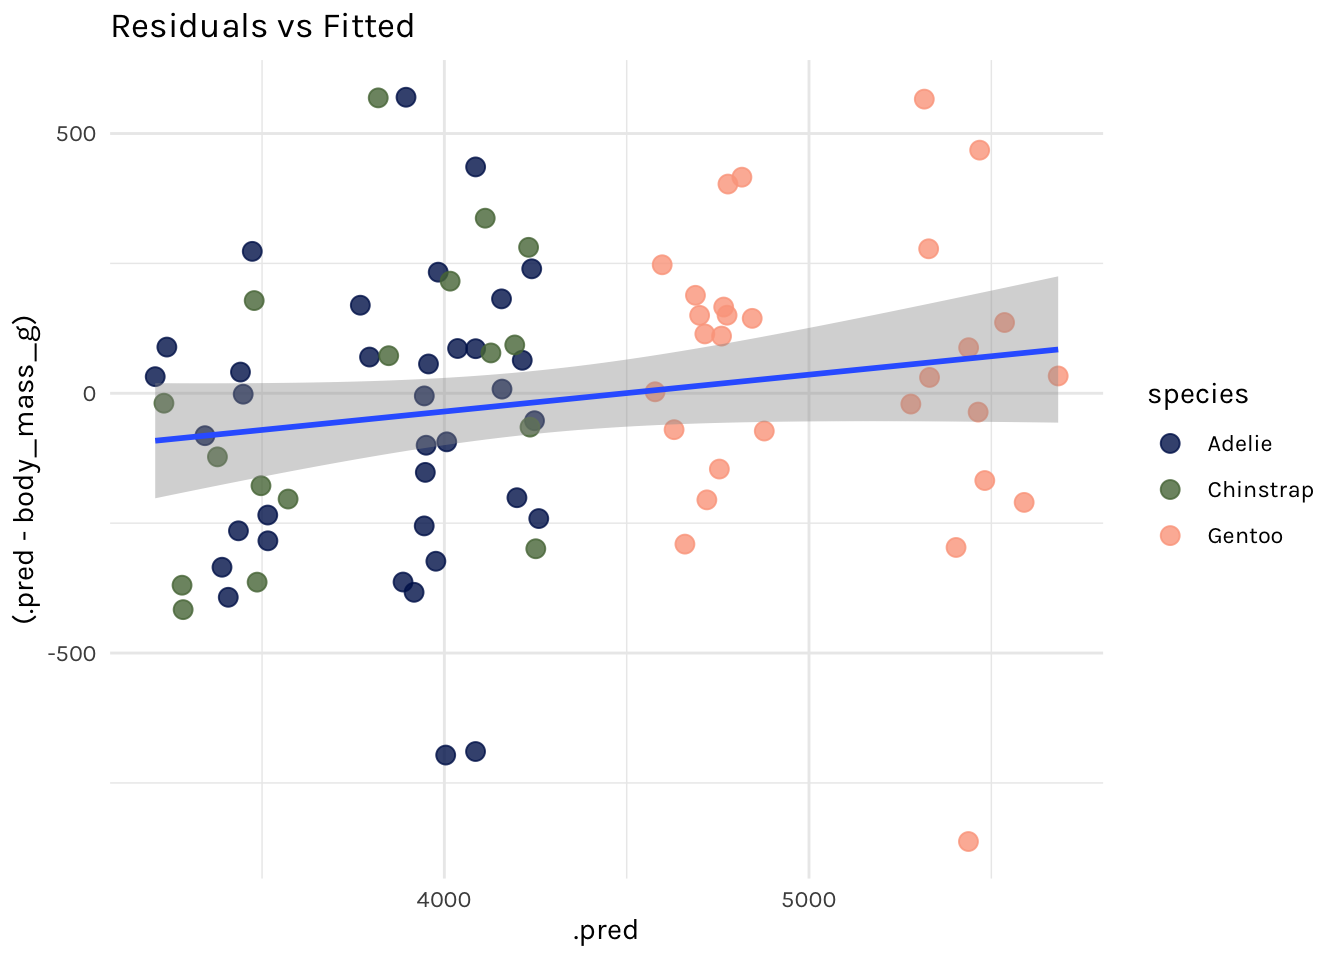 Residuals vs Fitted
500
0
-500
(.pred - body_mass_g)
4000
5000
.pred
species
Adelie
Chinstrap
Gentoo